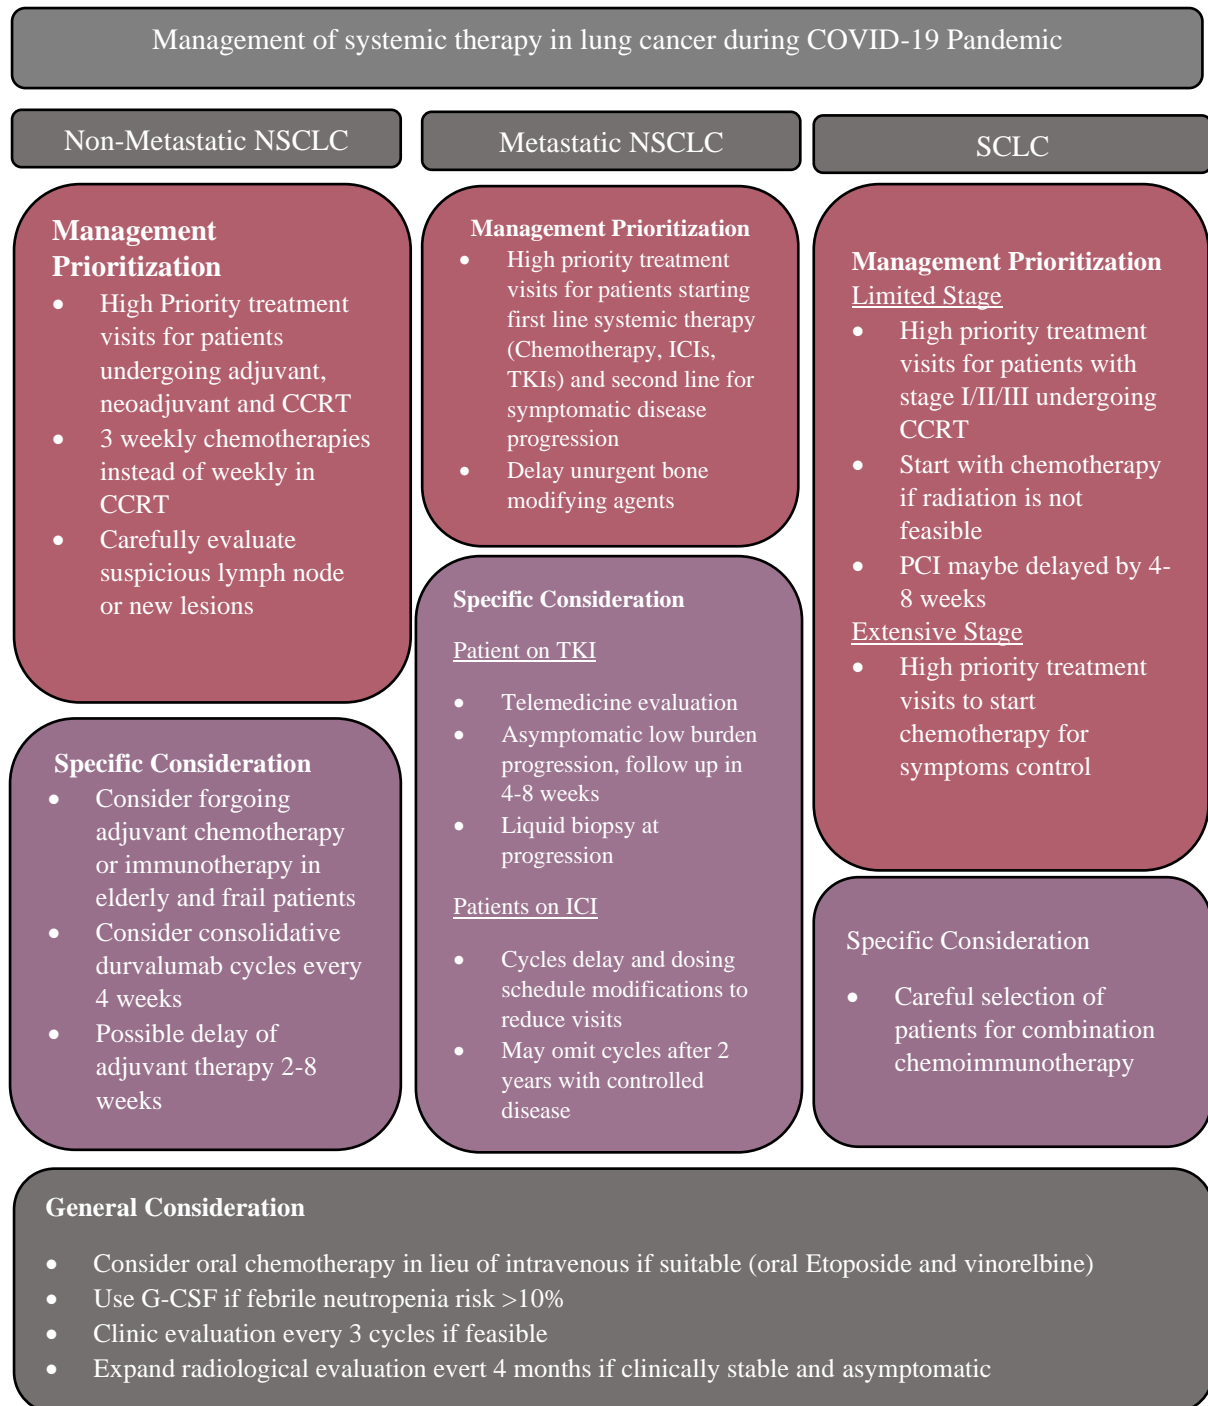 Management of systemic therapy in lung cancer during COVID-19 Pandemic
Non-Metastatic NSCLC
Management
Prioritization
• High Priority treatment
visits for patients
undergoing adjuvant,
neoadjuvant and CCRT
• 3 weekly chemotherapies
instead of weekly in
CCRT
• Carefully evaluate
suspicious lymph node
or new lesions
Specific Consideration
• Consider forgoing
adjuvant chemotherapy
or immunotherapy in
elderly and frail patients
• Consider consolidative
durvalumab cycles every
4 weeks
• Possible delay of
adjuvant therapy 2-8
weeks
Metastatic NSCLC
Management Prioritization
• High priority treatment
visits for patients starting
first line systemic therapy
(Chemotherapy, ICIs,
TKIs) and second line for
symptomatic disease
progression
• Delay unurgent bone
modifying agents
Specific Consideration
Patient on TKI
• Telemedicine evaluation
• Asymptomatic low burden
progression, follow up in
4-8 weeks
• Liquid biopsy at
progression
Patients on ICI
• Cycles delay and dosing
schedule modifications to
reduce visits
• May omit cycles after 2
years with controlled
disease
SCLC
Management Prioritization
Limited Stage
• High priority treatment
visits for patients with
stage I/II/III undergoing
CCRT
• Start with chemotherapy
if radiation is not
feasible
• PCI maybe delayed by 4-
8 weeks
Extensive Stage
• High priority treatment
visits to start
chemotherapy for
symptoms control
Specific Consideration
• Careful selection of
patients for combination
chemoimmunotherapy
General Consideration
• Consider oral chemotherapy in lieu of intravenous if suitable (oral Etoposide and vinorelbine)
• Use G-CSF if febrile neutropenia risk >10%
• Clinic evaluation every 3 cycles if feasible
• Expand radiological evaluation evert 4 months if clinically stable and asymptomatic